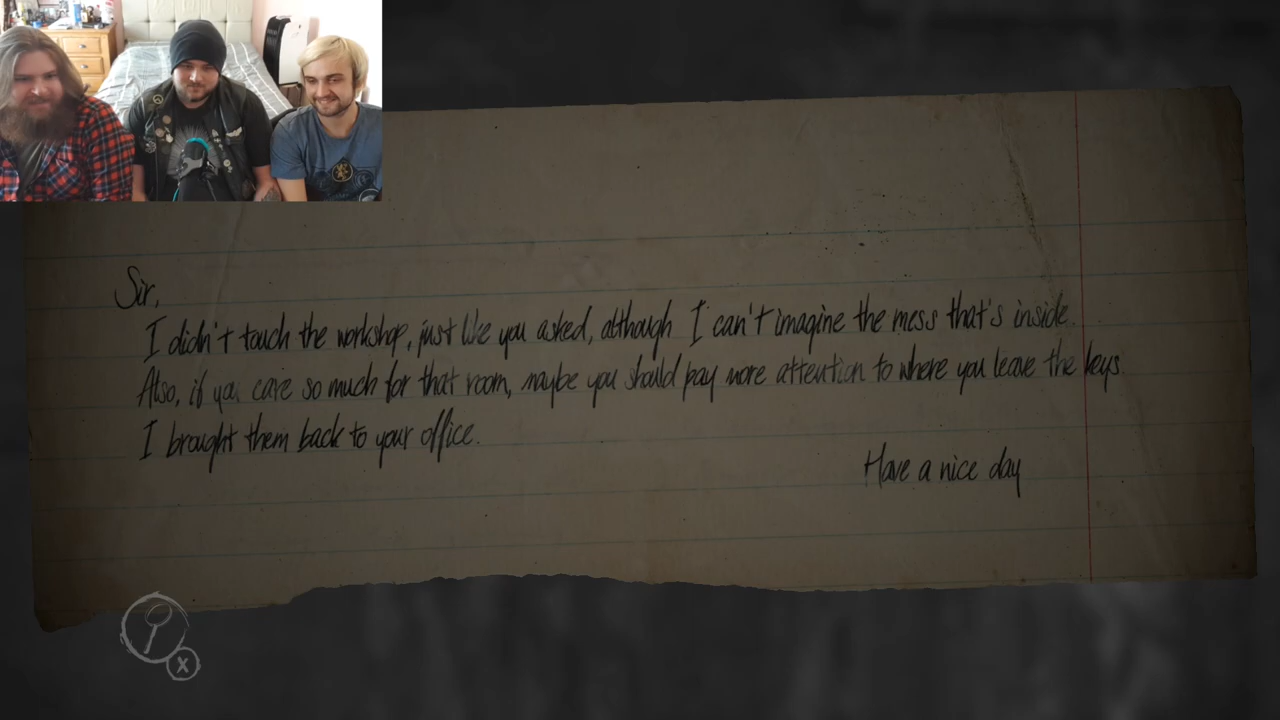 Sir,
I didn't touch the workshop, just like you asked, although I can't imagine the mess that's inside.
Also, if you care so much for that room, maybe you should pay more attention to where you leave the keys.
I brought them back to your office.
Have a nice day
X